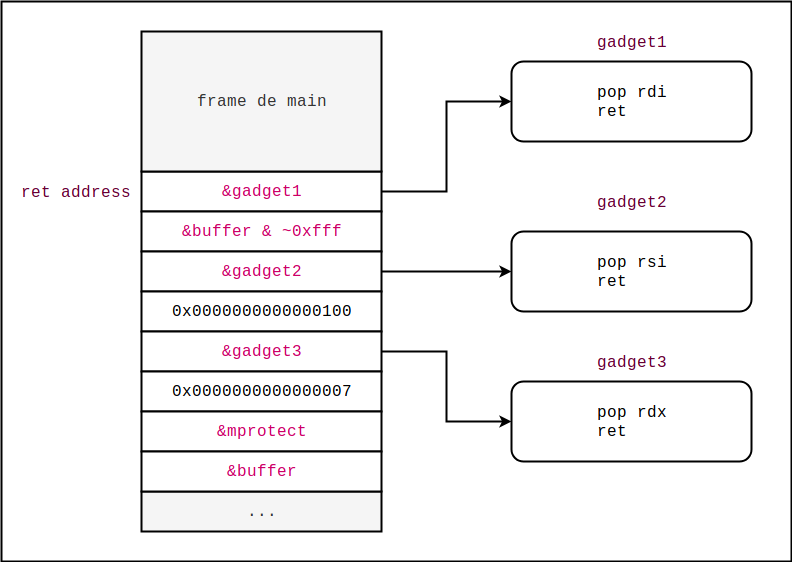 frame de main
ret address
&gadget1
&buffer & ~0xfff
&gadget2
0x0000000000000100
&gadget3
0x0000000000000007
&mprotect
&buffer
...
gadget1
pop rdi
ret
gadget2
pop rsi
ret
gadget3
pop rdx
ret